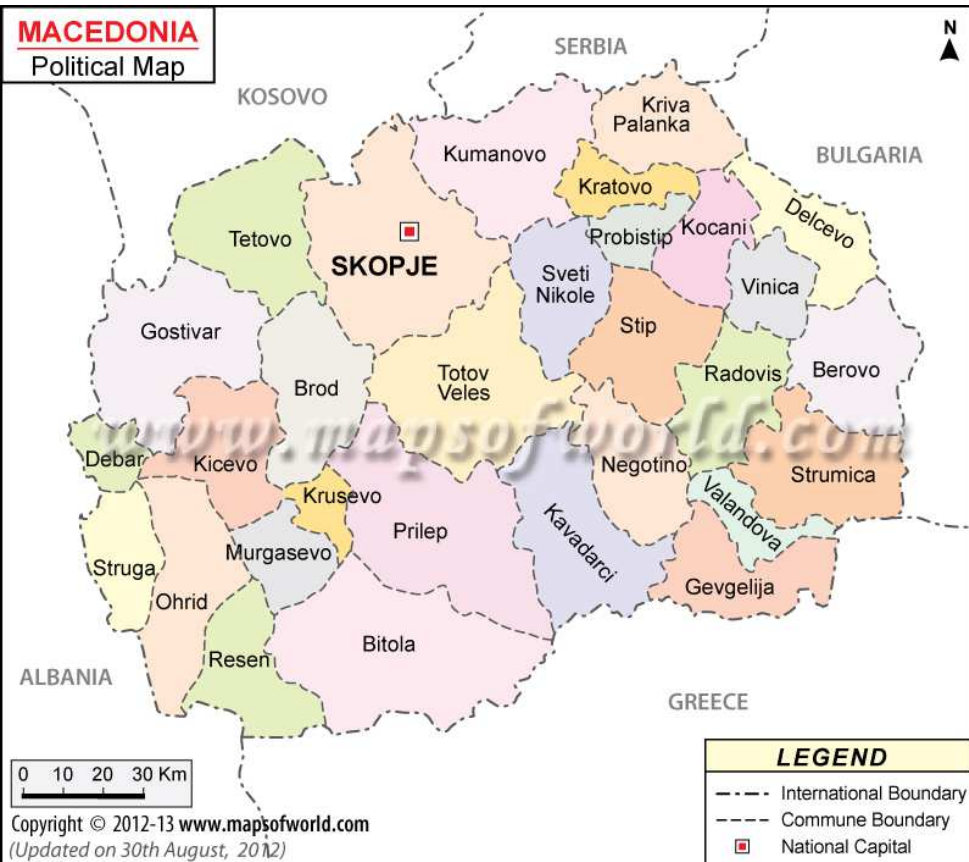 MACEDONIA
Political Map
N
SERBIA
KOSOVO
BULGARIA
ALBANIA
GREECE
Kriva
Palanka
Kumanovo
Kratovo
Delcevo
Tetovo
SKOPJE
Probistip
Kocani
Sveti
Nikole
Vinica
Gostivar
Stip
Brod
Totov
Veles
Radovis
Berovo
www.mapsofworld.com
Debar
Kicevo
Negotino
Strumica
Krusevo
Valandova
Prilep
Kavadarci
Murgasevo
Struga
Ohrid
Gevgelija
Bitola
Resen
0 10 20 30 Km
Copyright © 2012-13 www.mapsofworld.com
(Updated on 30th August, 2012)
LEGEND
International Boundary
Commune Boundary
National Capital